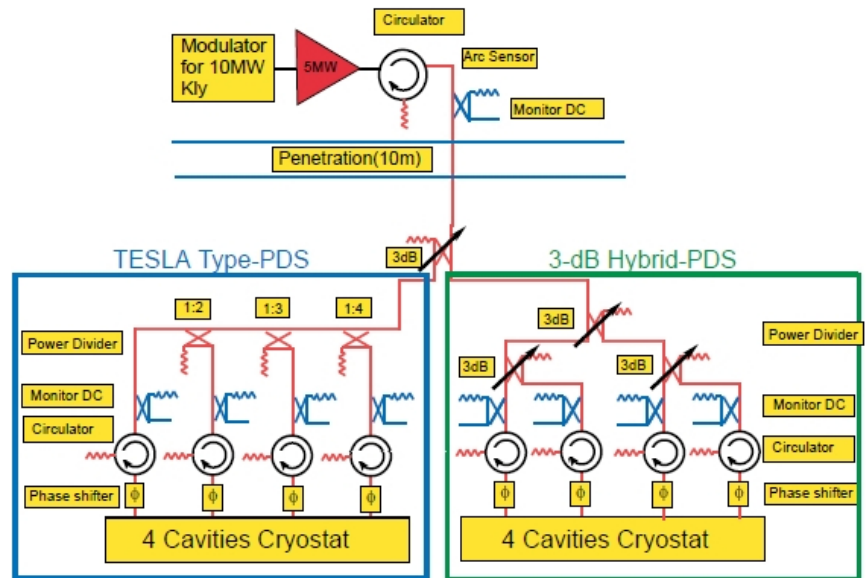 Circulator
Modulator
for 10MW
Kly
5MW
Arc Sensor
Monitor DC
Penetration(10m)
3dB
TESLA Type-PDS
3-dB Hybrid-PDS
1:2
1:3
1:4
3dB
Power Divider
Power Divider
3dB
3dB
Monitor DC
Monitor DC
Circulator
Circulator
Phase shifter
ϕ
ϕ
ϕ
ϕ
ϕ
ϕ
ϕ
ϕ
Phase shifter
4 Cavities Cryostat
4 Cavities Cryostat